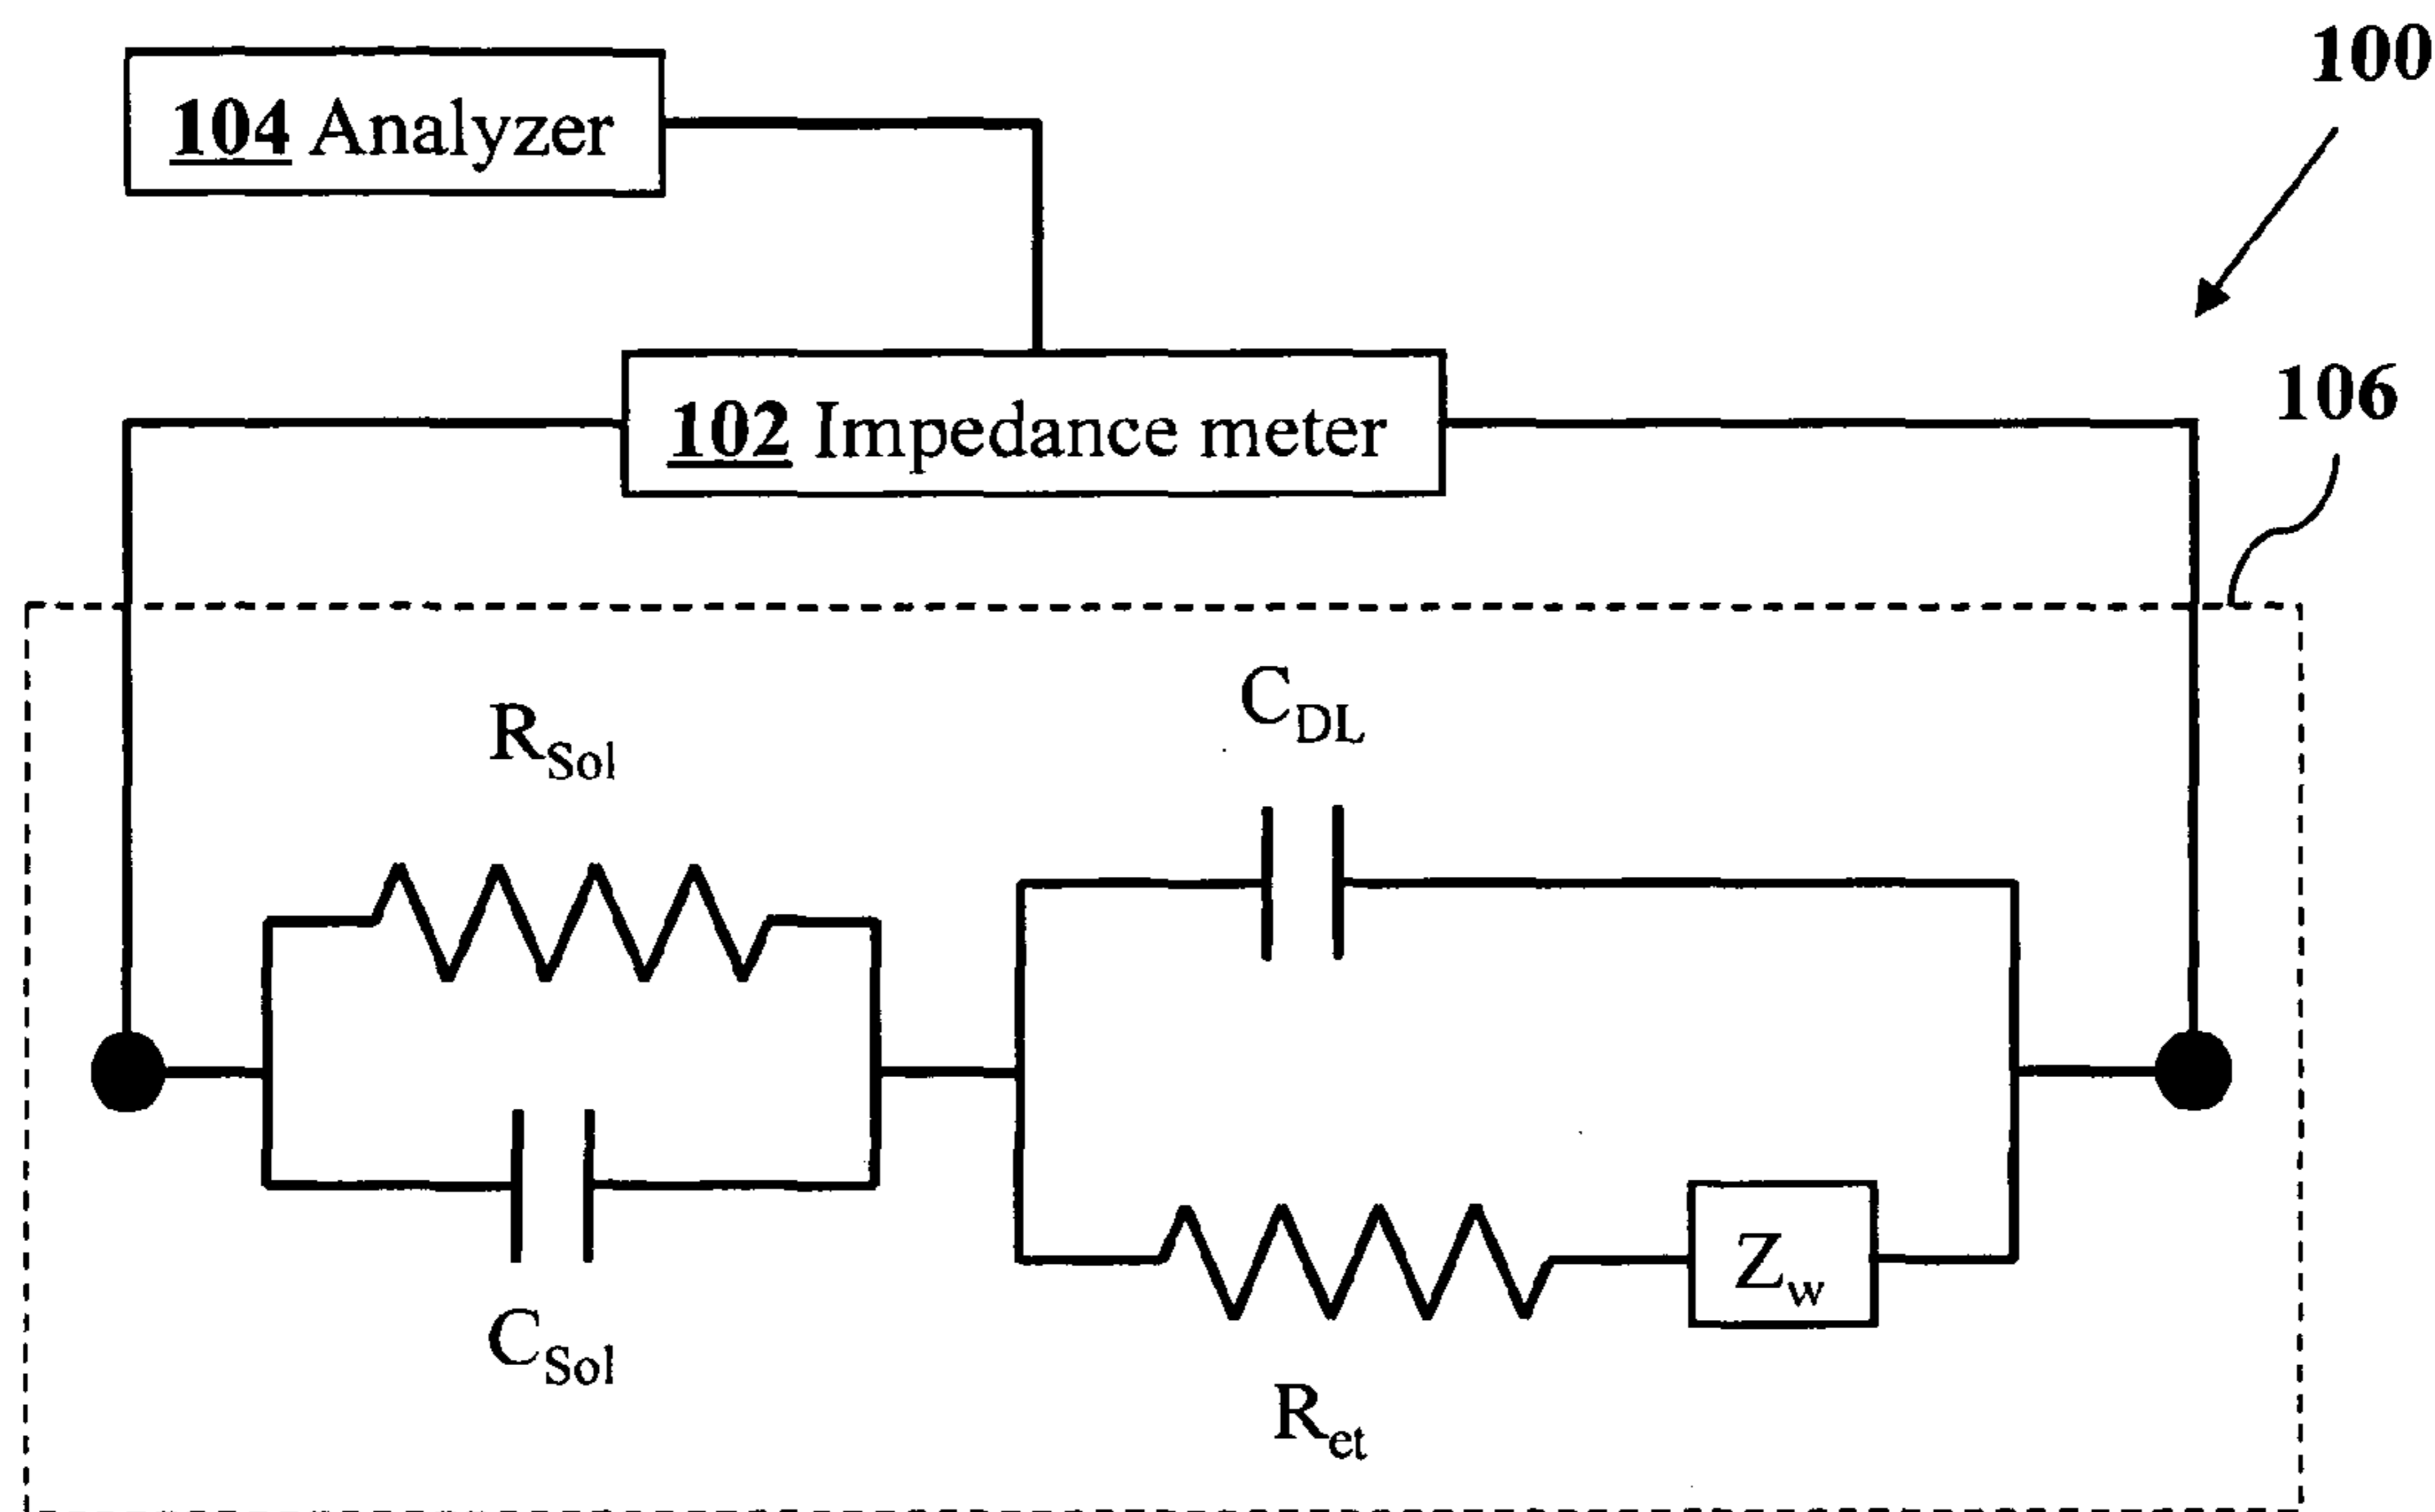 100
104 Analyzer
106
102 Impedance meter
C_DL
R_Sol
Z_w
C_Sol
R_et